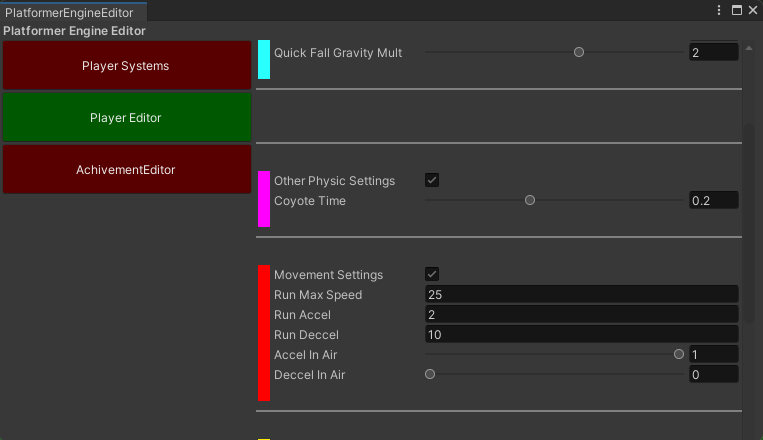 PlatformerEngineEditor
Platformer Engine Editor
Player Systems
Player Editor
AchivementEditor
Quick Fall Gravity Mult 2
Other Physic Settings
Coyote Time 0.2
Movement Settings
Run Max Speed 25
Run Accel 2
Run Deccel 10
Accel In Air 1
Deccel In Air 0